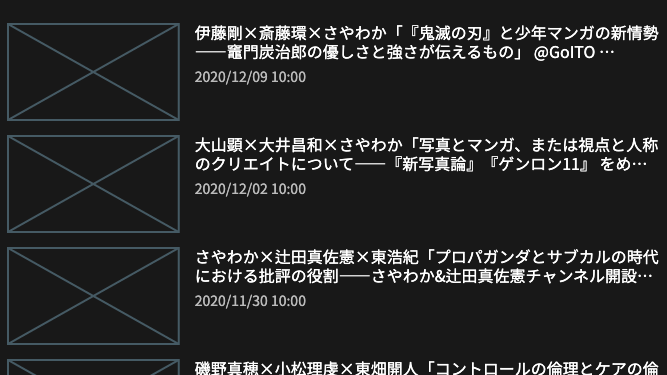 伊藤剛×斎藤環×さやわか「『鬼滅の刃』と少年マンガの新情勢
——竈門炭治郎の優しさと強さが伝えるもの」 @GoITO …
2020/12/09 10:00
大山顕×大井昌和×さやわか「写真とマンガ、または視点と人称
のクリエイトについて——『新写真論』『ゲンロン11』 をめ…
2020/12/02 10:00
さやわか×辻田真佐憲×東浩紀「プロパガンダとサブカルの時代
における批評の役割——さやわか&辻田真佐憲チャンネル開設…
2020/11/30 10:00
磯野真穂×小松理虔×東畑開人「コントロールの倫理とケアの倫